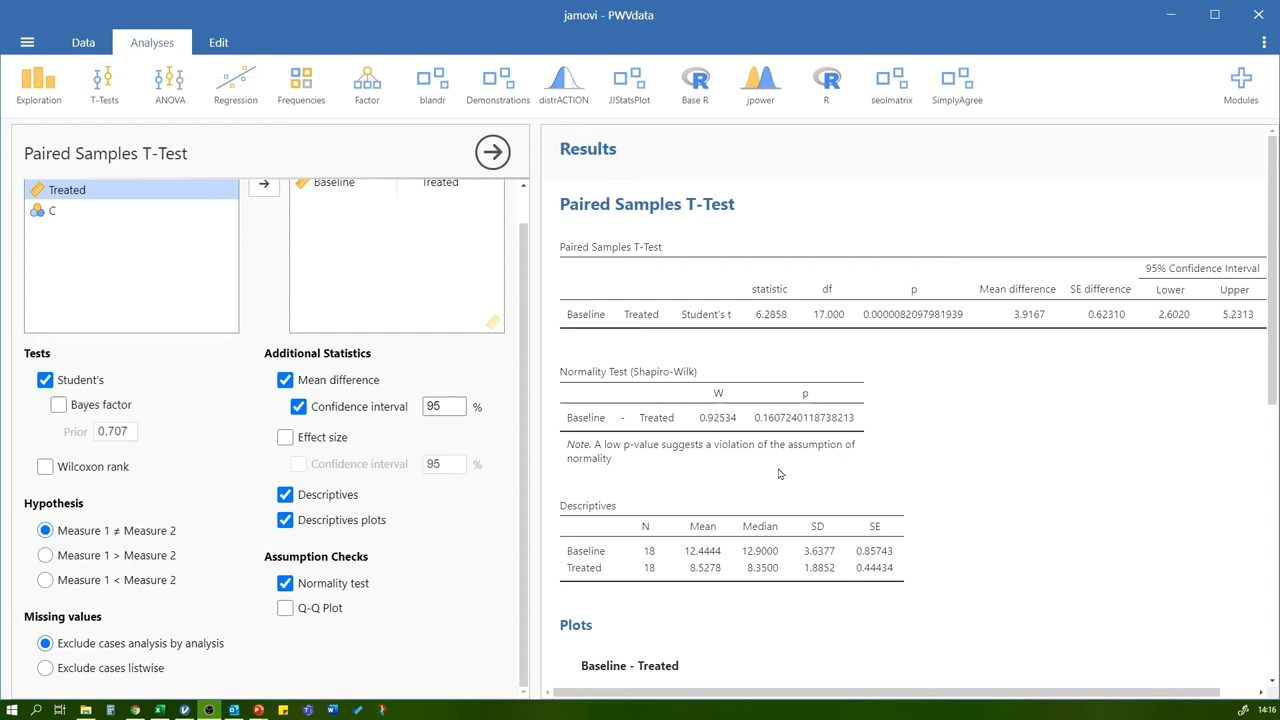 jamovi - PWVdata
Data Analyses Edit
Exploration T-Tests ANOVA Regression Frequencies Factor blandr Demonstrations distrACTION JJStatsPlot Base R jpower R seolmatrix SimplyAgree Modules
Paired Samples T-Test
Treated
C
Baseline Treated
Tests
Student's
Bayes factor
Prior 0.707
Wilcoxon rank
Hypothesis
Measure 1 ≠ Measure 2
Measure 1 > Measure 2
Measure 1 < Measure 2
Missing values
Exclude cases analysis by analysis
Exclude cases listwise
Additional Statistics
Mean difference
Confidence interval 95 %
Effect size
Confidence interval 95 %
Descriptives
Descriptives plots
Assumption Checks
Normality test
Q-Q Plot
Results
Paired Samples T-Test
Paired Samples T-Test
95% Confidence Interval
statistic df p Mean difference SE difference Lower Upper
Baseline Treated Student's t 6.2858 17.000 0.0000082097981939 3.9167 0.62310 2.6020 5.2313
Normality Test (Shapiro-Wilk)
W p
Baseline - Treated 0.92534 0.1607240118738213
Note. A low p-value suggests a violation of the assumption of
normality
Descriptives
N Mean Median SD SE
Baseline 18 12.4444 12.9000 3.6377 0.85743
Treated 18 8.5278 8.3500 1.8852 0.44434
Plots
Baseline - Treated
14:16